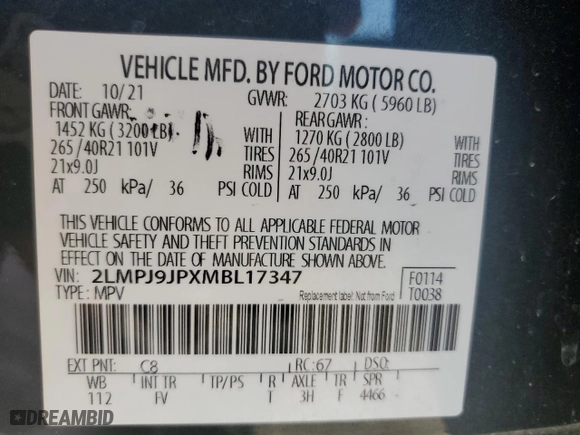 VEHICLE MFD. BY FORD MOTOR CO.
DATE: 10/21 GVWR: 2703 KG ( 5960 LB)
FRONT GAWR: REAR GAWR:
1452 KG ( 3200 LB) WITH 1270 KG ( 2800 LB) WITH
265/40R21 101V TIRES 265/40R21 101V TIRES
21x9.0J RIMS 21x9.0J RIMS
AT 250 kPa/ 36 PSI COLD AT 250 kPa/ 36 PSI COLD
THIS VEHICLE CONFORMS TO ALL APPLICABLE FEDERAL MOTOR
VEHICLE SAFETY AND THEFT PREVENTION STANDARDS IN
EFFECT ON THE DATE OF MANUFACTURE SHOWN ABOVE.
VIN: 2LMPJ9JPXMBL17347 F0114
TYPE: MPV Replacement label: Not from Ford T0038
EXT PNT: C8 RC:67 DSO:
WB INT TR TP/PS R AXLE TR SPR
112 FV T 3H F 4466
DREAMBID